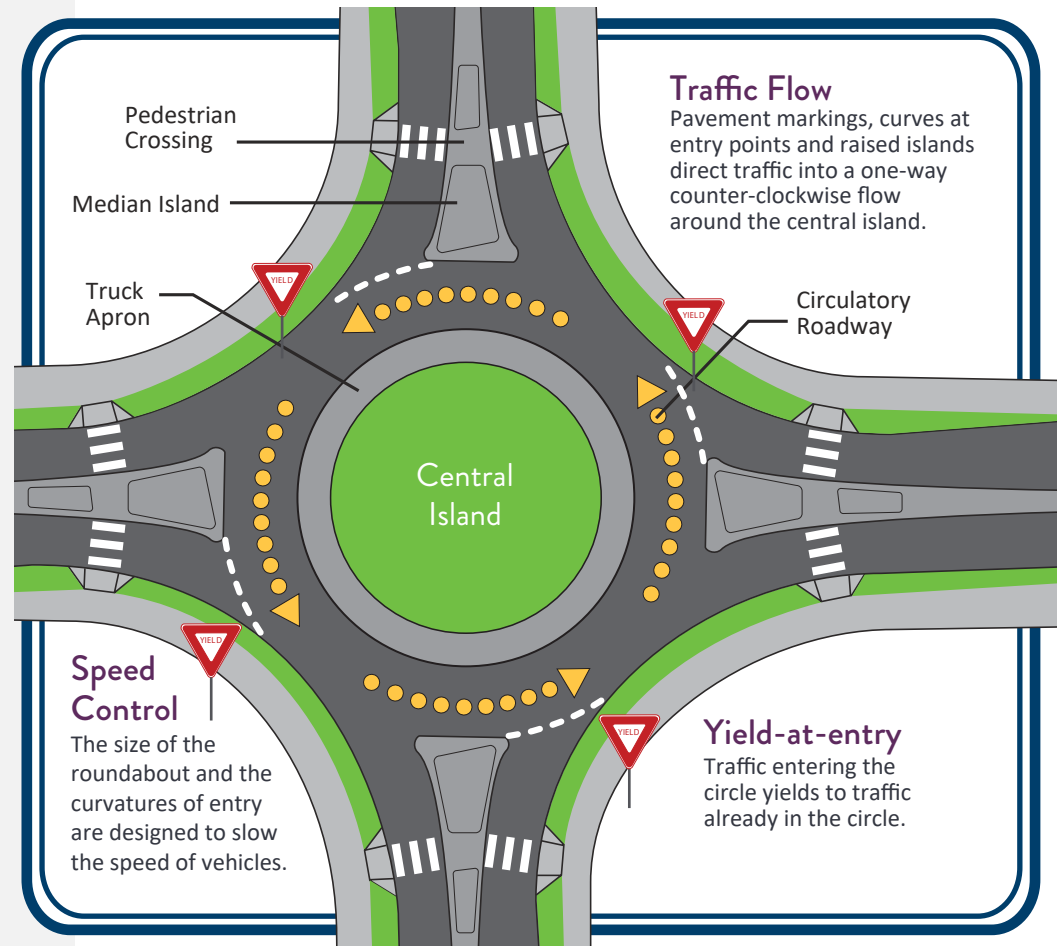 Traffic Flow
Pavement markings, curves at
entry points and raised islands
direct traffic into a one-way
counter-clockwise flow
around the central island.
Pedestrian
Crossing
Median Island
Truck
Apron
YIELD
YIELD
Circulatory
Roadway
Central
Island
YIELD
Speed
Control
The size of the
roundabout and the
curvatures of entry
are designed to slow
the speed of vehicles.
YIELD
Yield-at-entry
Traffic entering the
circle yields to traffic
already in the circle.